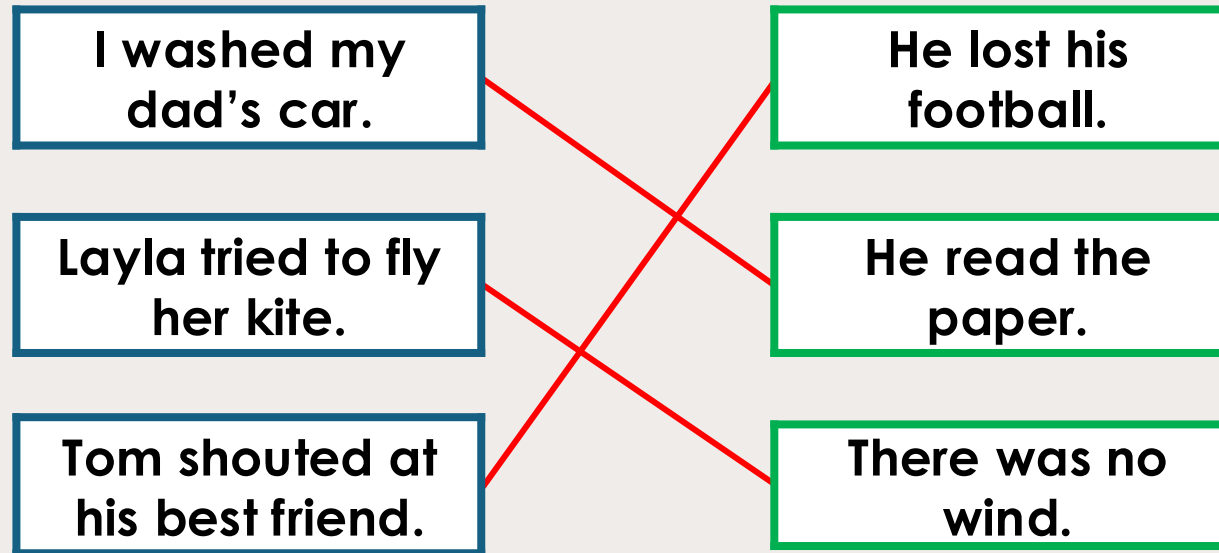 I washed my
dad's car.
He lost his
football.
Layla tried to fly
her kite.
He read the
paper.
Tom shouted at
his best friend.
There was no
wind.